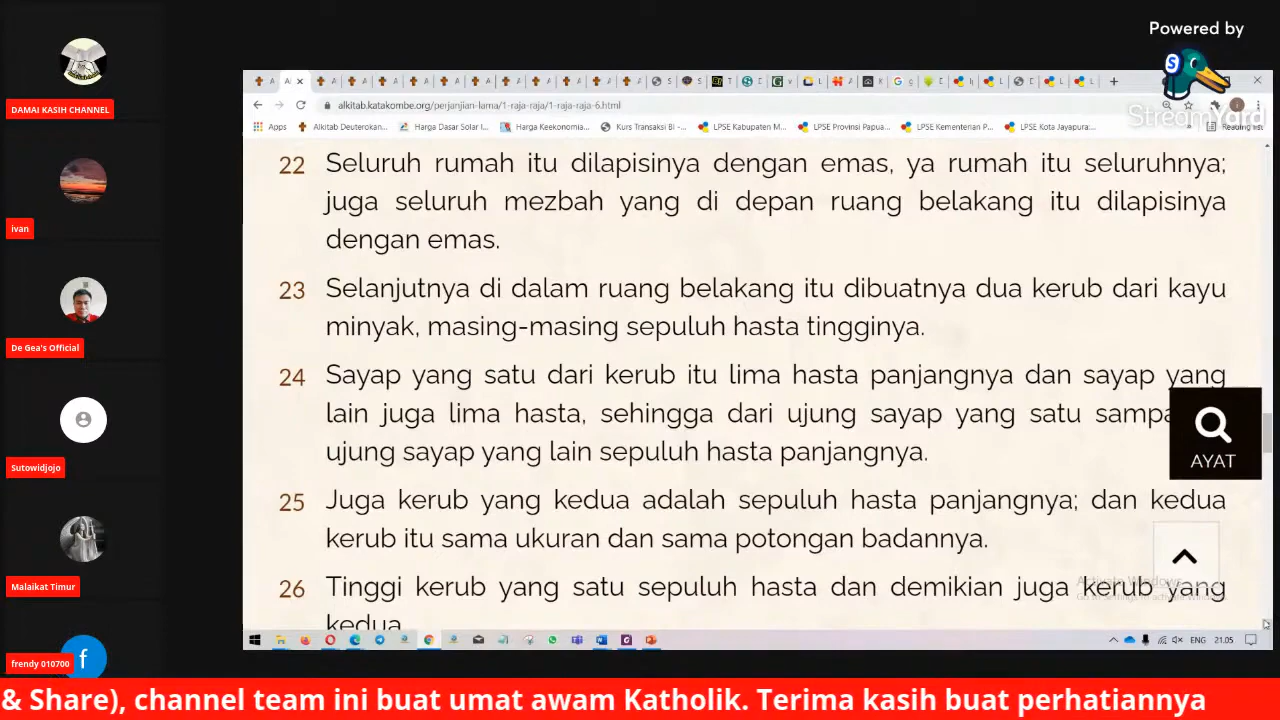 Powered by
StreamYard
DAMAI KASIH CHANNEL
ivan
De Gea's Official
Sutowidjojo
Malaikat Timur
frendy 010700
alkitab.katakombe.org/perjanjian-lama/1-raja-raja/1-raja-raja-6.html
Apps Alkitab Deuterokan... Harga Dasar Solar I... Harga Keekonomia... Kurs Transaksi BI -... LPSE Kabupaten M... LPSE Provinsi Papua... LPSE Kementerian P... LPSE Kota Jayapura:... Reading list
22 Seluruh rumah itu dilapisinya dengan emas, ya rumah itu seluruhnya;
juga seluruh mezbah yang di depan ruang belakang itu dilapisinya
dengan emas.
23 Selanjutnya di dalam ruang belakang itu dibuatnya dua kerub dari kayu
minyak, masing-masing sepuluh hasta tingginya.
24 Sayap yang satu dari kerub itu lima hasta panjangnya dan sayap yang
lain juga lima hasta, sehingga dari ujung sayap yang satu
ujung sayap yang lain sepuluh hasta panjangnya.
25 Juga kerub yang kedua adalah sepuluh hasta panjangnya; dan kedua
kerub itu sama ukuran dan sama potongan badannya.
26 Tinggi kerub yang satu sepuluh hasta dan demikian juga kerub yang
kedua
AYAT
Activate Windows
ENG 21.05
& Share), channel team ini buat umat awam Katholik. Terima kasih buat perhatiannya